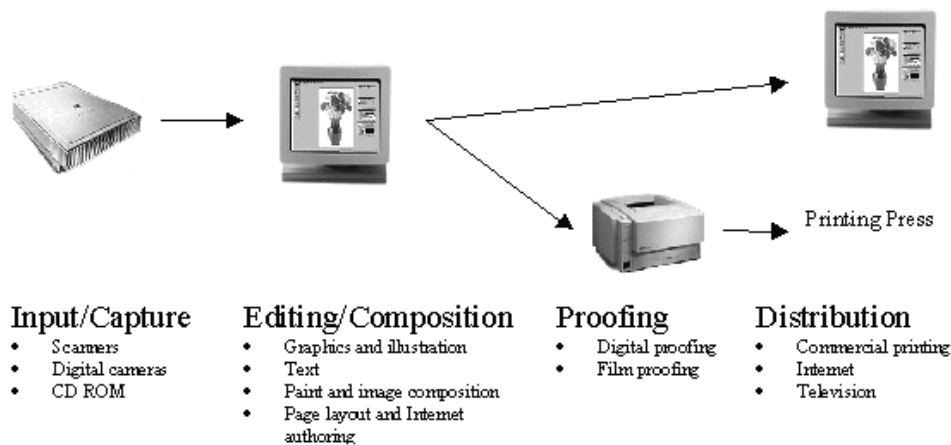 Printing Press
Input/Capture
• Scanners
• Digital cameras
• CD ROM
Editing/Composition
• Graphics and illustration
• Text
• Paint and image composition
• Page layout and Internet
authoring
Proofing
• Digital proofing
• Film proofing
Distribution
• Commercial printing
• Internet
• Television